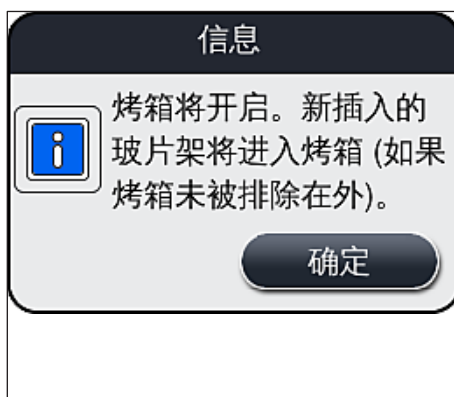 信息
烤箱将开启。新插入的
玻片架将进入烤箱 (如果
烤箱未被排除在外)。
确定